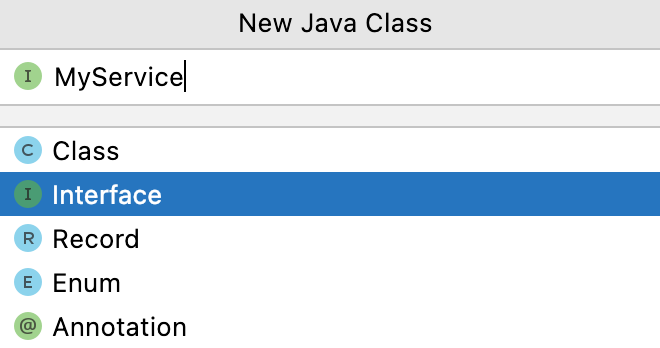 New Java Class
I MyService
C Class
I Interface
R Record
E Enum
@ Annotation